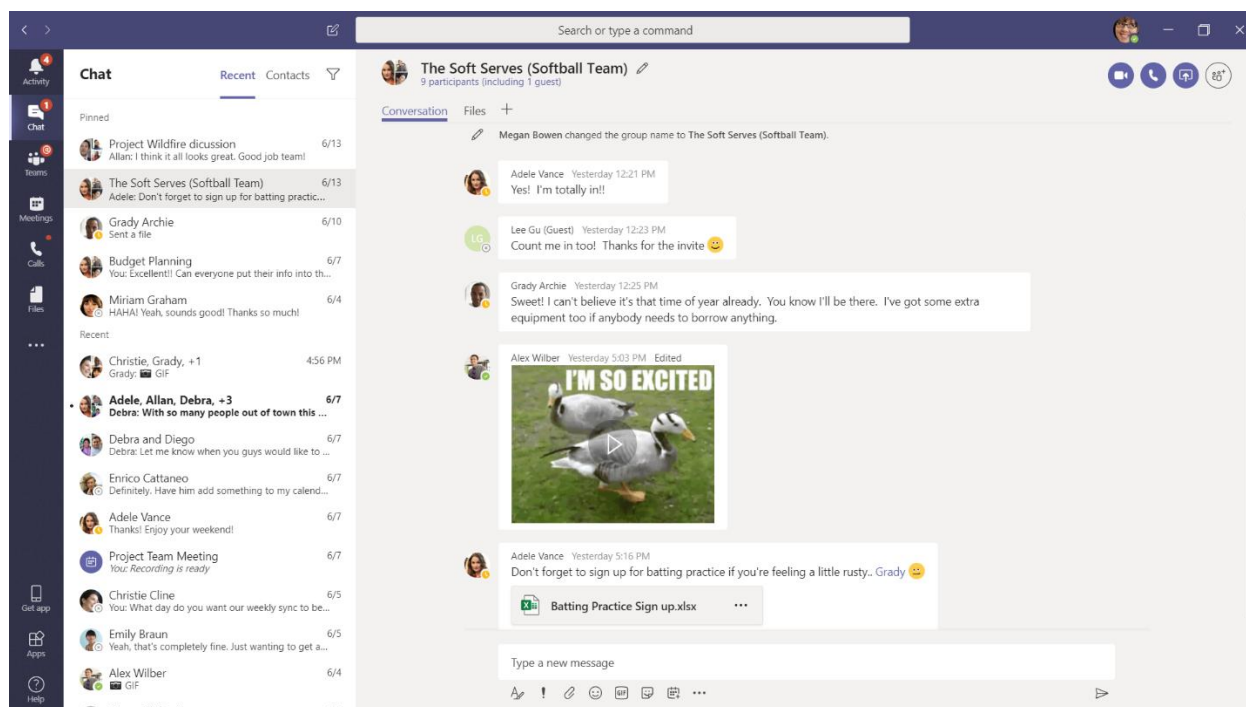 Search or type a command
4
Activity
1
Chat
Teams
Meetings
Calls
Files
Get app
Apps
Help
Chat
Recent
Contacts
Pinned
Project Wildfire dicussion 6/13
Allan: I think it all looks great. Good job team!
The Soft Serves (Softball Team) 6/13
Adele: Don't forget to sign up for batting practic...
Grady Archie 6/10
Sent a file
Budget Planning 6/7
You: Excellent!! Can everyone put their info into th...
Miriam Graham 6/4
HAHA! Yeah, sounds good! Thanks so much!
Recent
Christie, Grady, +1 4:56 PM
Grady: GIF
Adele, Allan, Debra, +3 6/7
Debra: With so many people out of town this ...
Debra and Diego 6/7
Debra: Let me know when you guys would like to ...
Enrico Cattaneo 6/7
Definitely. Have him add something to my calend...
Adele Vance 6/7
Thanks! Enjoy your weekend!
Project Team Meeting 6/7
You: Recording is ready
Christie Cline 6/5
You: What day do you want our weekly sync to be...
Emily Braun 6/5
Yeah, that's completely fine. Just wanting to get a...
Alex Wilber 6/4
GIF
The Soft Serves (Softball Team)
9 participants (including 1 guest)
Conversation Files
Megan Bowen changed the group name to The Soft Serves (Softball Team).
Adele Vance Yesterday 12:21 PM
Yes! I'm totally in!!
LG
Lee Gu (Guest) Yesterday 12:23 PM
Count me in too! Thanks for the invite
Grady Archie Yesterday 12:25 PM
Sweet! I can't believe it's that time of year already. You know I'll be there. I've got some extra
equipment too if anybody needs to borrow anything.
Alex Wilber Yesterday 5:03 PM Edited
I'M SO EXCITED
Adele Vance Yesterday 5:16 PM
Don't forget to sign up for batting practice if you're feeling a little rusty.. Grady
Batting Practice Sign up.xlsx
Type a new message
GIF